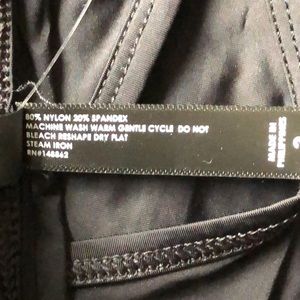 80% NYLON 20% SPANDEX
MACHINE WASH WARM GENTLE CYCLE DO NOT
BLEACH RESHAPE DRY FLAT
STEAM IRON
RN#148862
MADE IN
PHILIPPINES